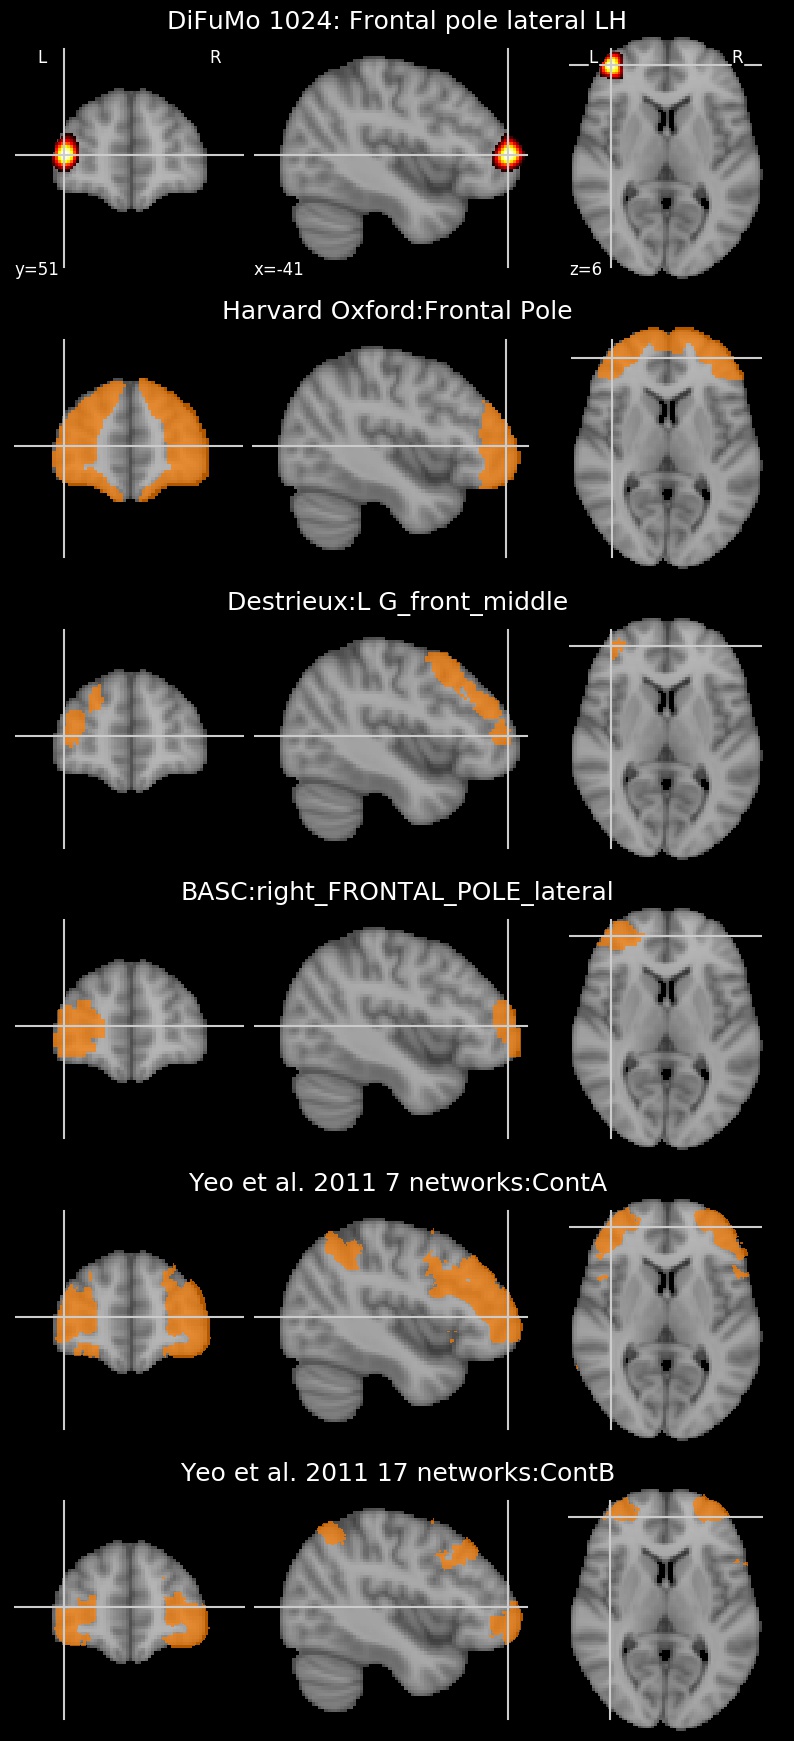 DiFuMo 1024: Frontal pole lateral LH
L R L R
y=51 x=-41 z=6
Harvard Oxford:Frontal Pole
Destrieux:L G_front_middle
BASC:right_FRONTAL_POLE_lateral
Yeo et al. 2011 7 networks:ContA
Yeo et al. 2011 17 networks:ContB